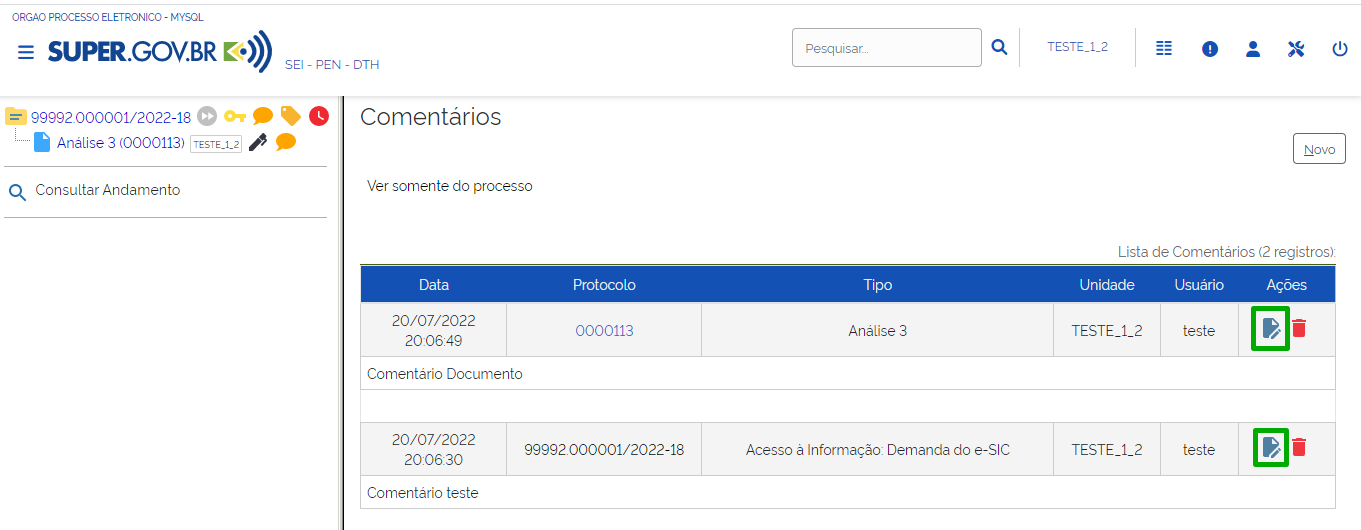 ORGAO PROCESSO ELETRONICO - MYSQL
SUPER.GOV.BR
SEI - PEN - DTH
Pesquisar...
TESTE_1_2
99992.000001/2022-18
Análise 3 (0000113) TESTE_1_2
Consultar Andamento
Comentários
Novo
Ver somente do processo
Lista de Comentários (2 registros):
Data Protocolo Tipo Unidade Usuário Ações
20/07/2022
20:06:49
0000113 Análise 3 TESTE_1_2 teste
Comentário Documento
20/07/2022
20:06:30
99992.000001/2022-18 Acesso à Informação: Demanda do e-SIC TESTE_1_2 teste
Comentário teste